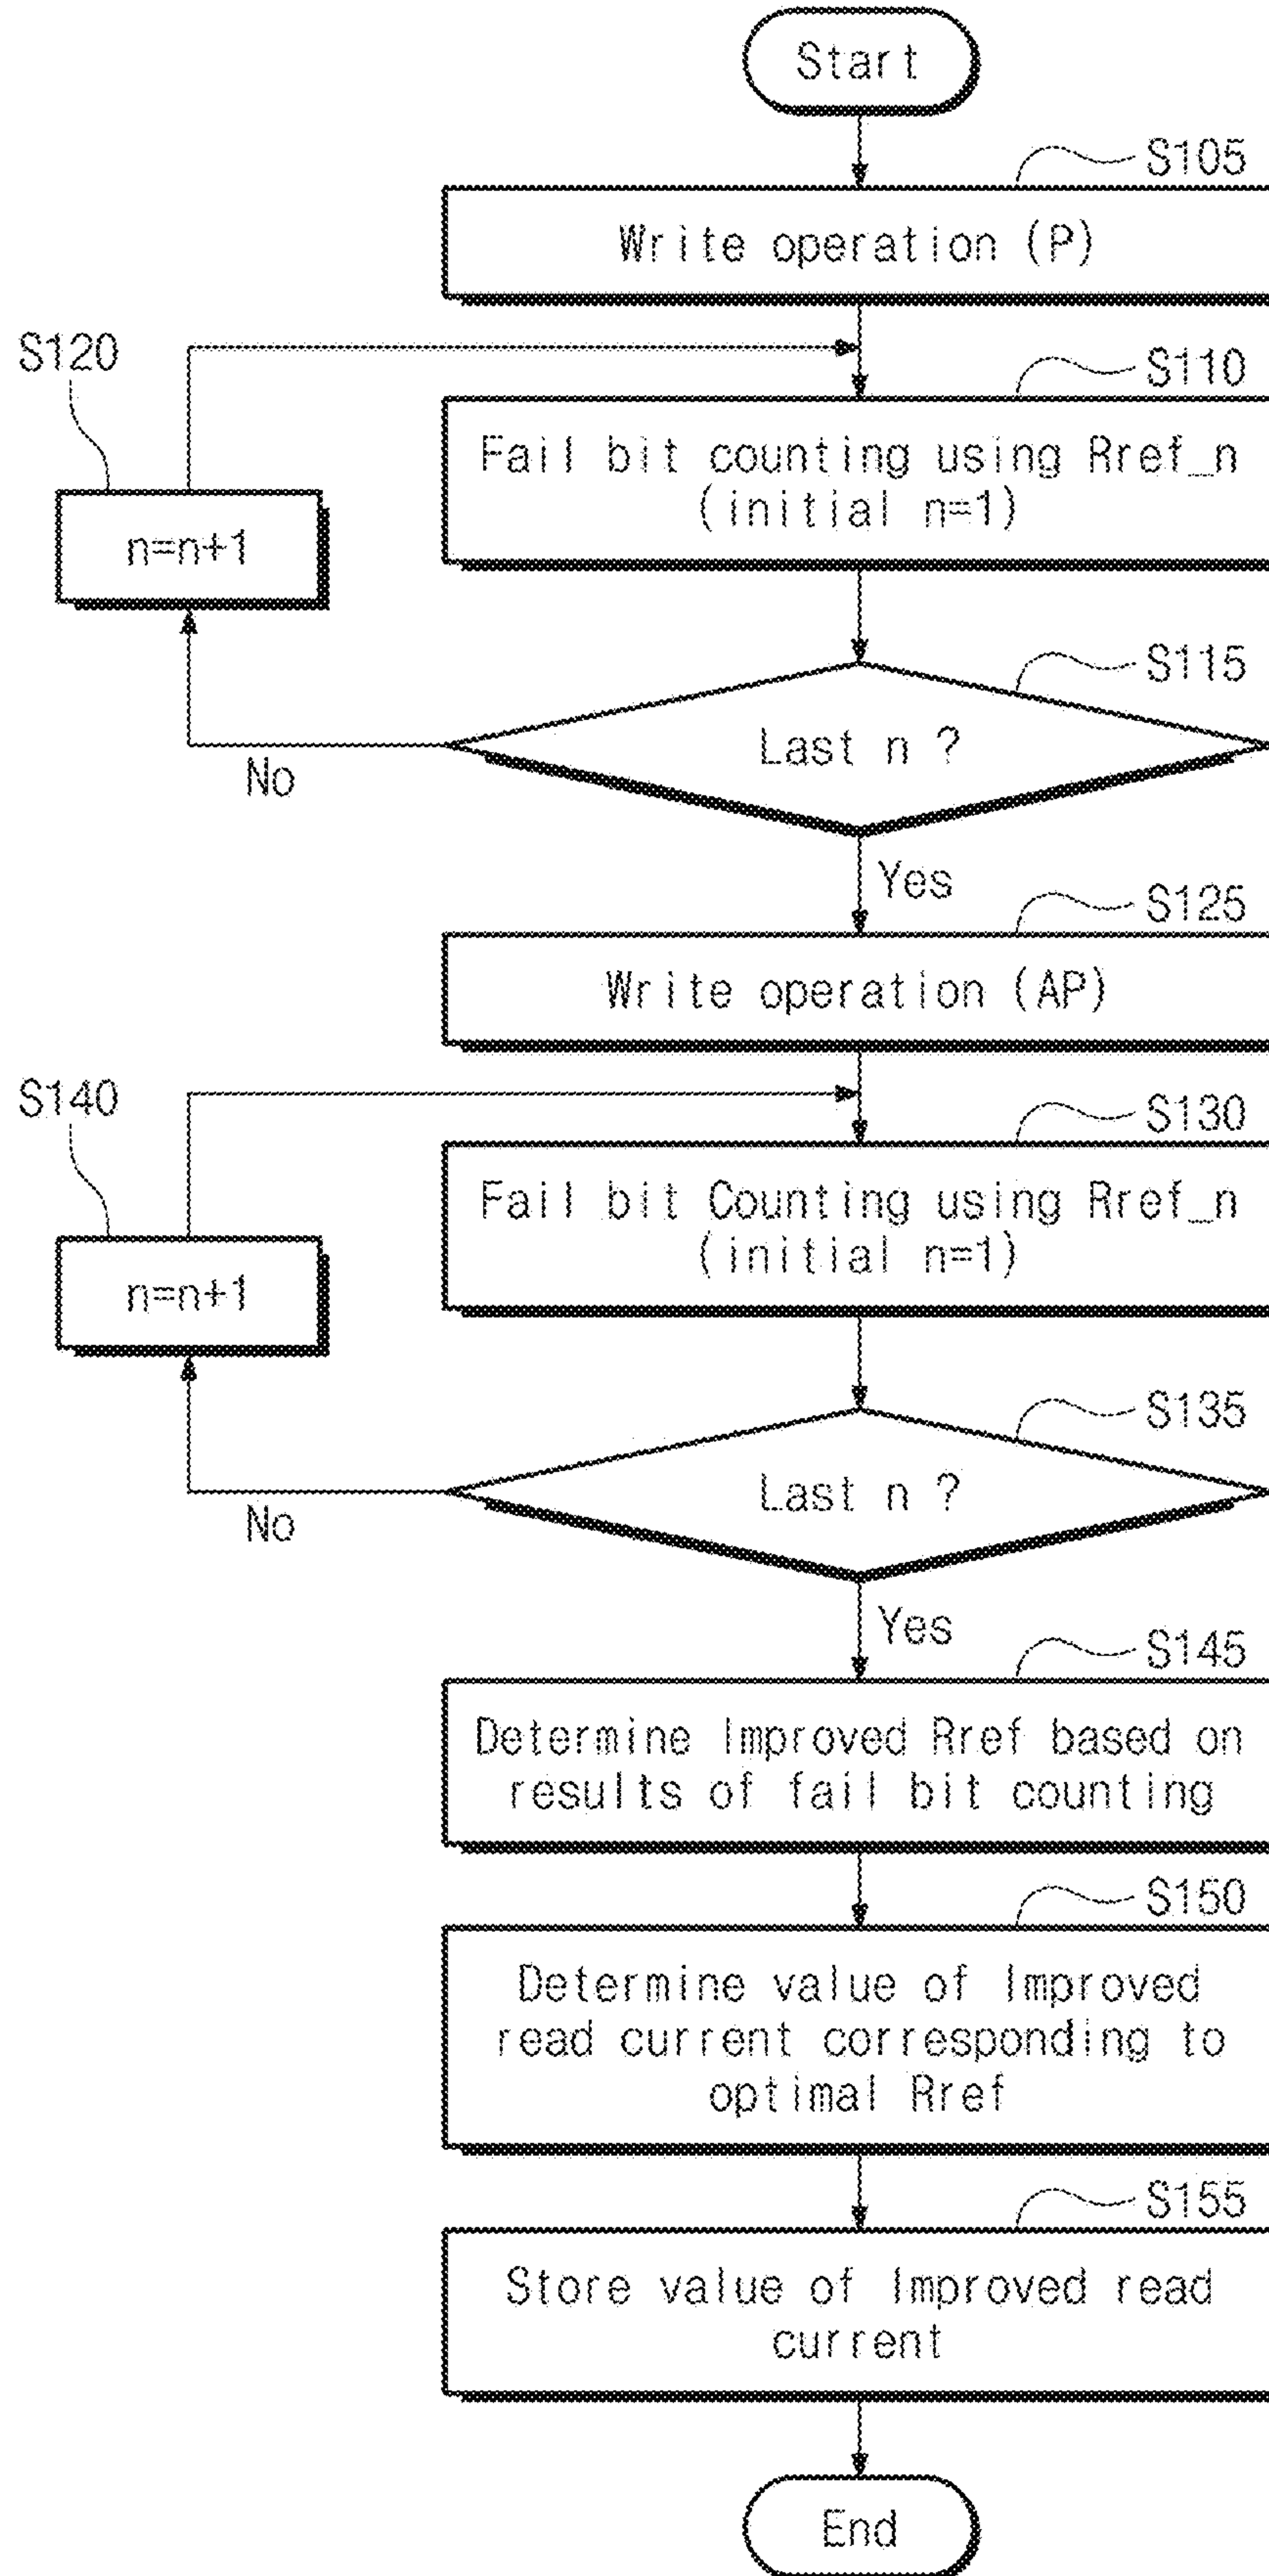 Start
S105
Write operation (P)
S120
S110
Fail bit counting using Rref_n
(initial n=1)
n=n+1
S115
Last n ?
No
Yes
S125
Write operation (AP)
S140
S130
Fail bit Counting using Rref_n
(initial n=1)
n=n+1
S135
Last n ?
No
Yes
S145
Determine Improved Rref based on
results of fail bit counting
S150
Determine value of Improved
read current corresponding to
optimal Rref
S155
Store value of Improved read
current
End